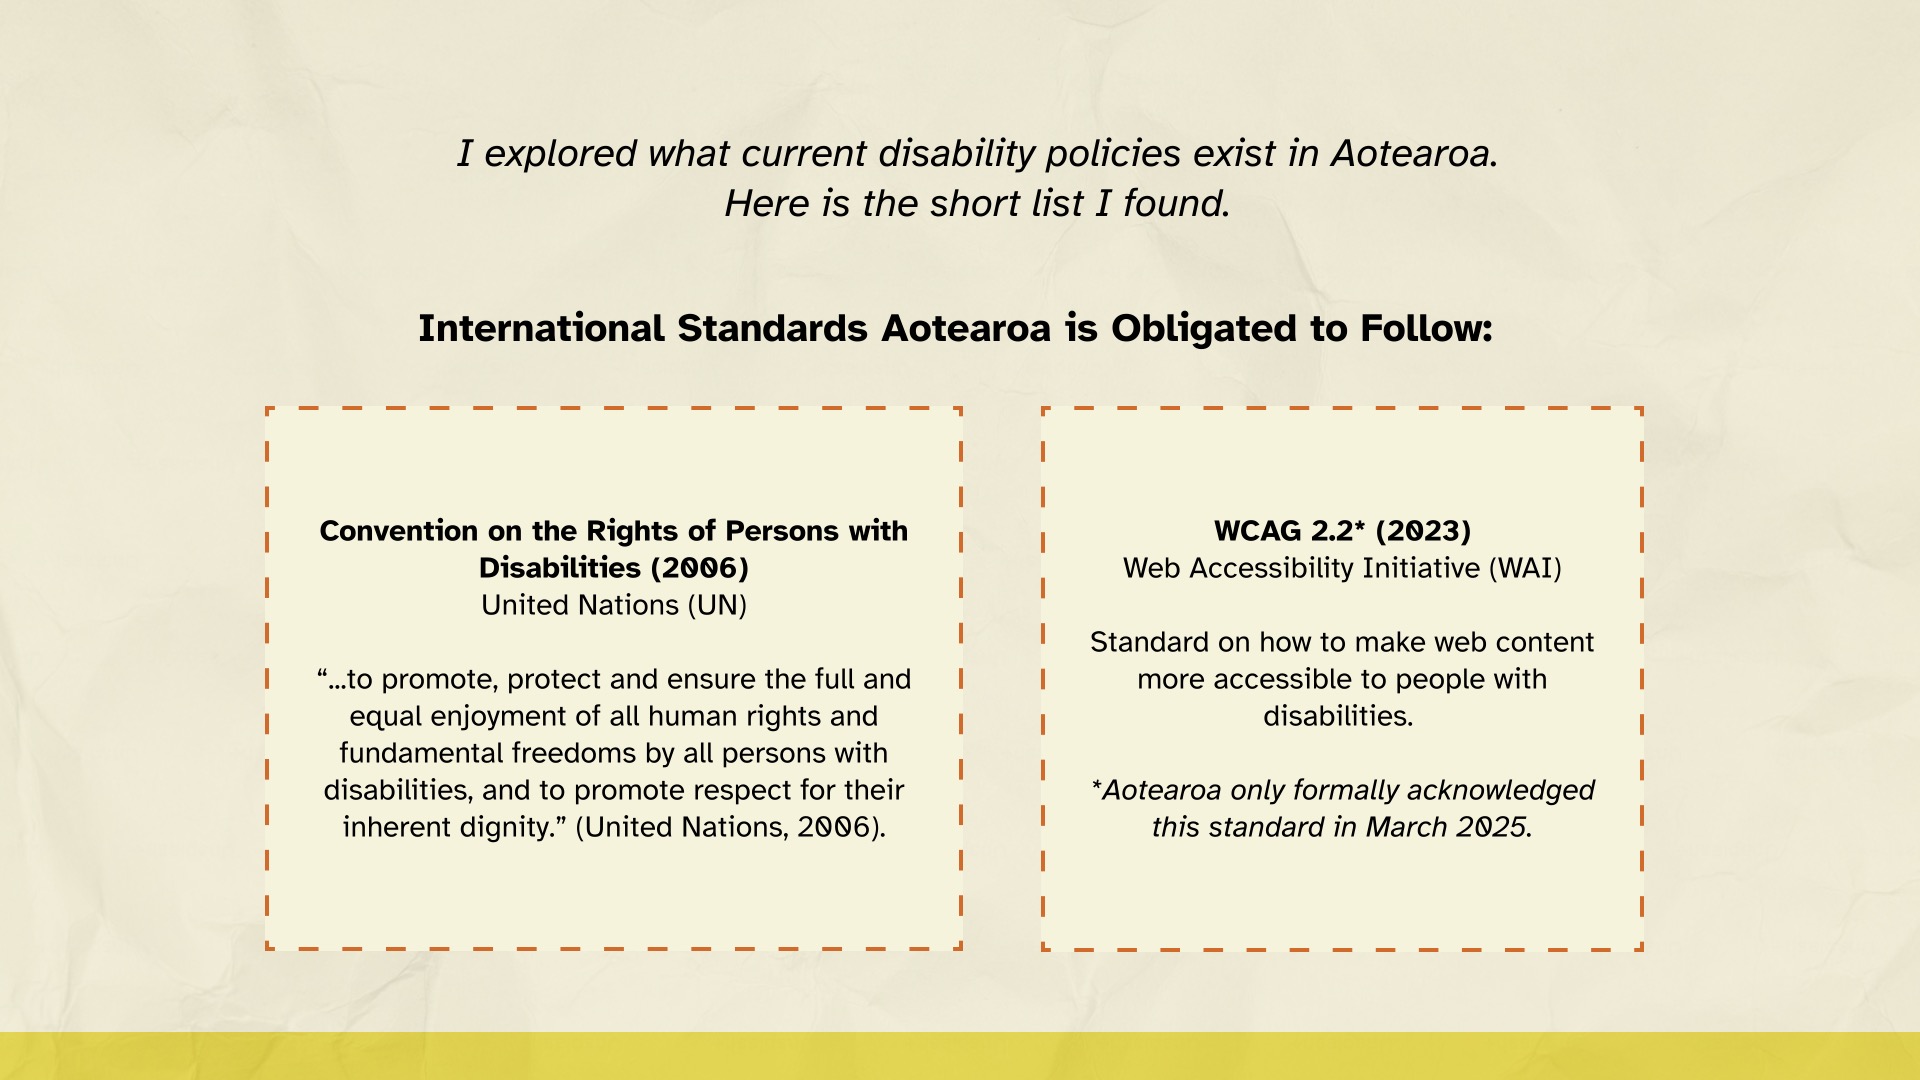 I explored what current disability policies exist in Aotearoa.
Here is the short list I found.
International Standards Aotearoa is Obligated to Follow:
Convention on the Rights of Persons with
Disabilities (2006)
United Nations (UN)
“...to promote, protect and ensure the full and
equal enjoyment of all human rights and
fundamental freedoms by all persons with
disabilities, and to promote respect for their
inherent dignity.” (United Nations, 2006).
WCAG 2.2* (2023)
Web Accessibility Initiative (WAI)
Standard on how to make web content
more accessible to people with
disabilities.
*Aotearoa only formally acknowledged
this standard in March 2025.